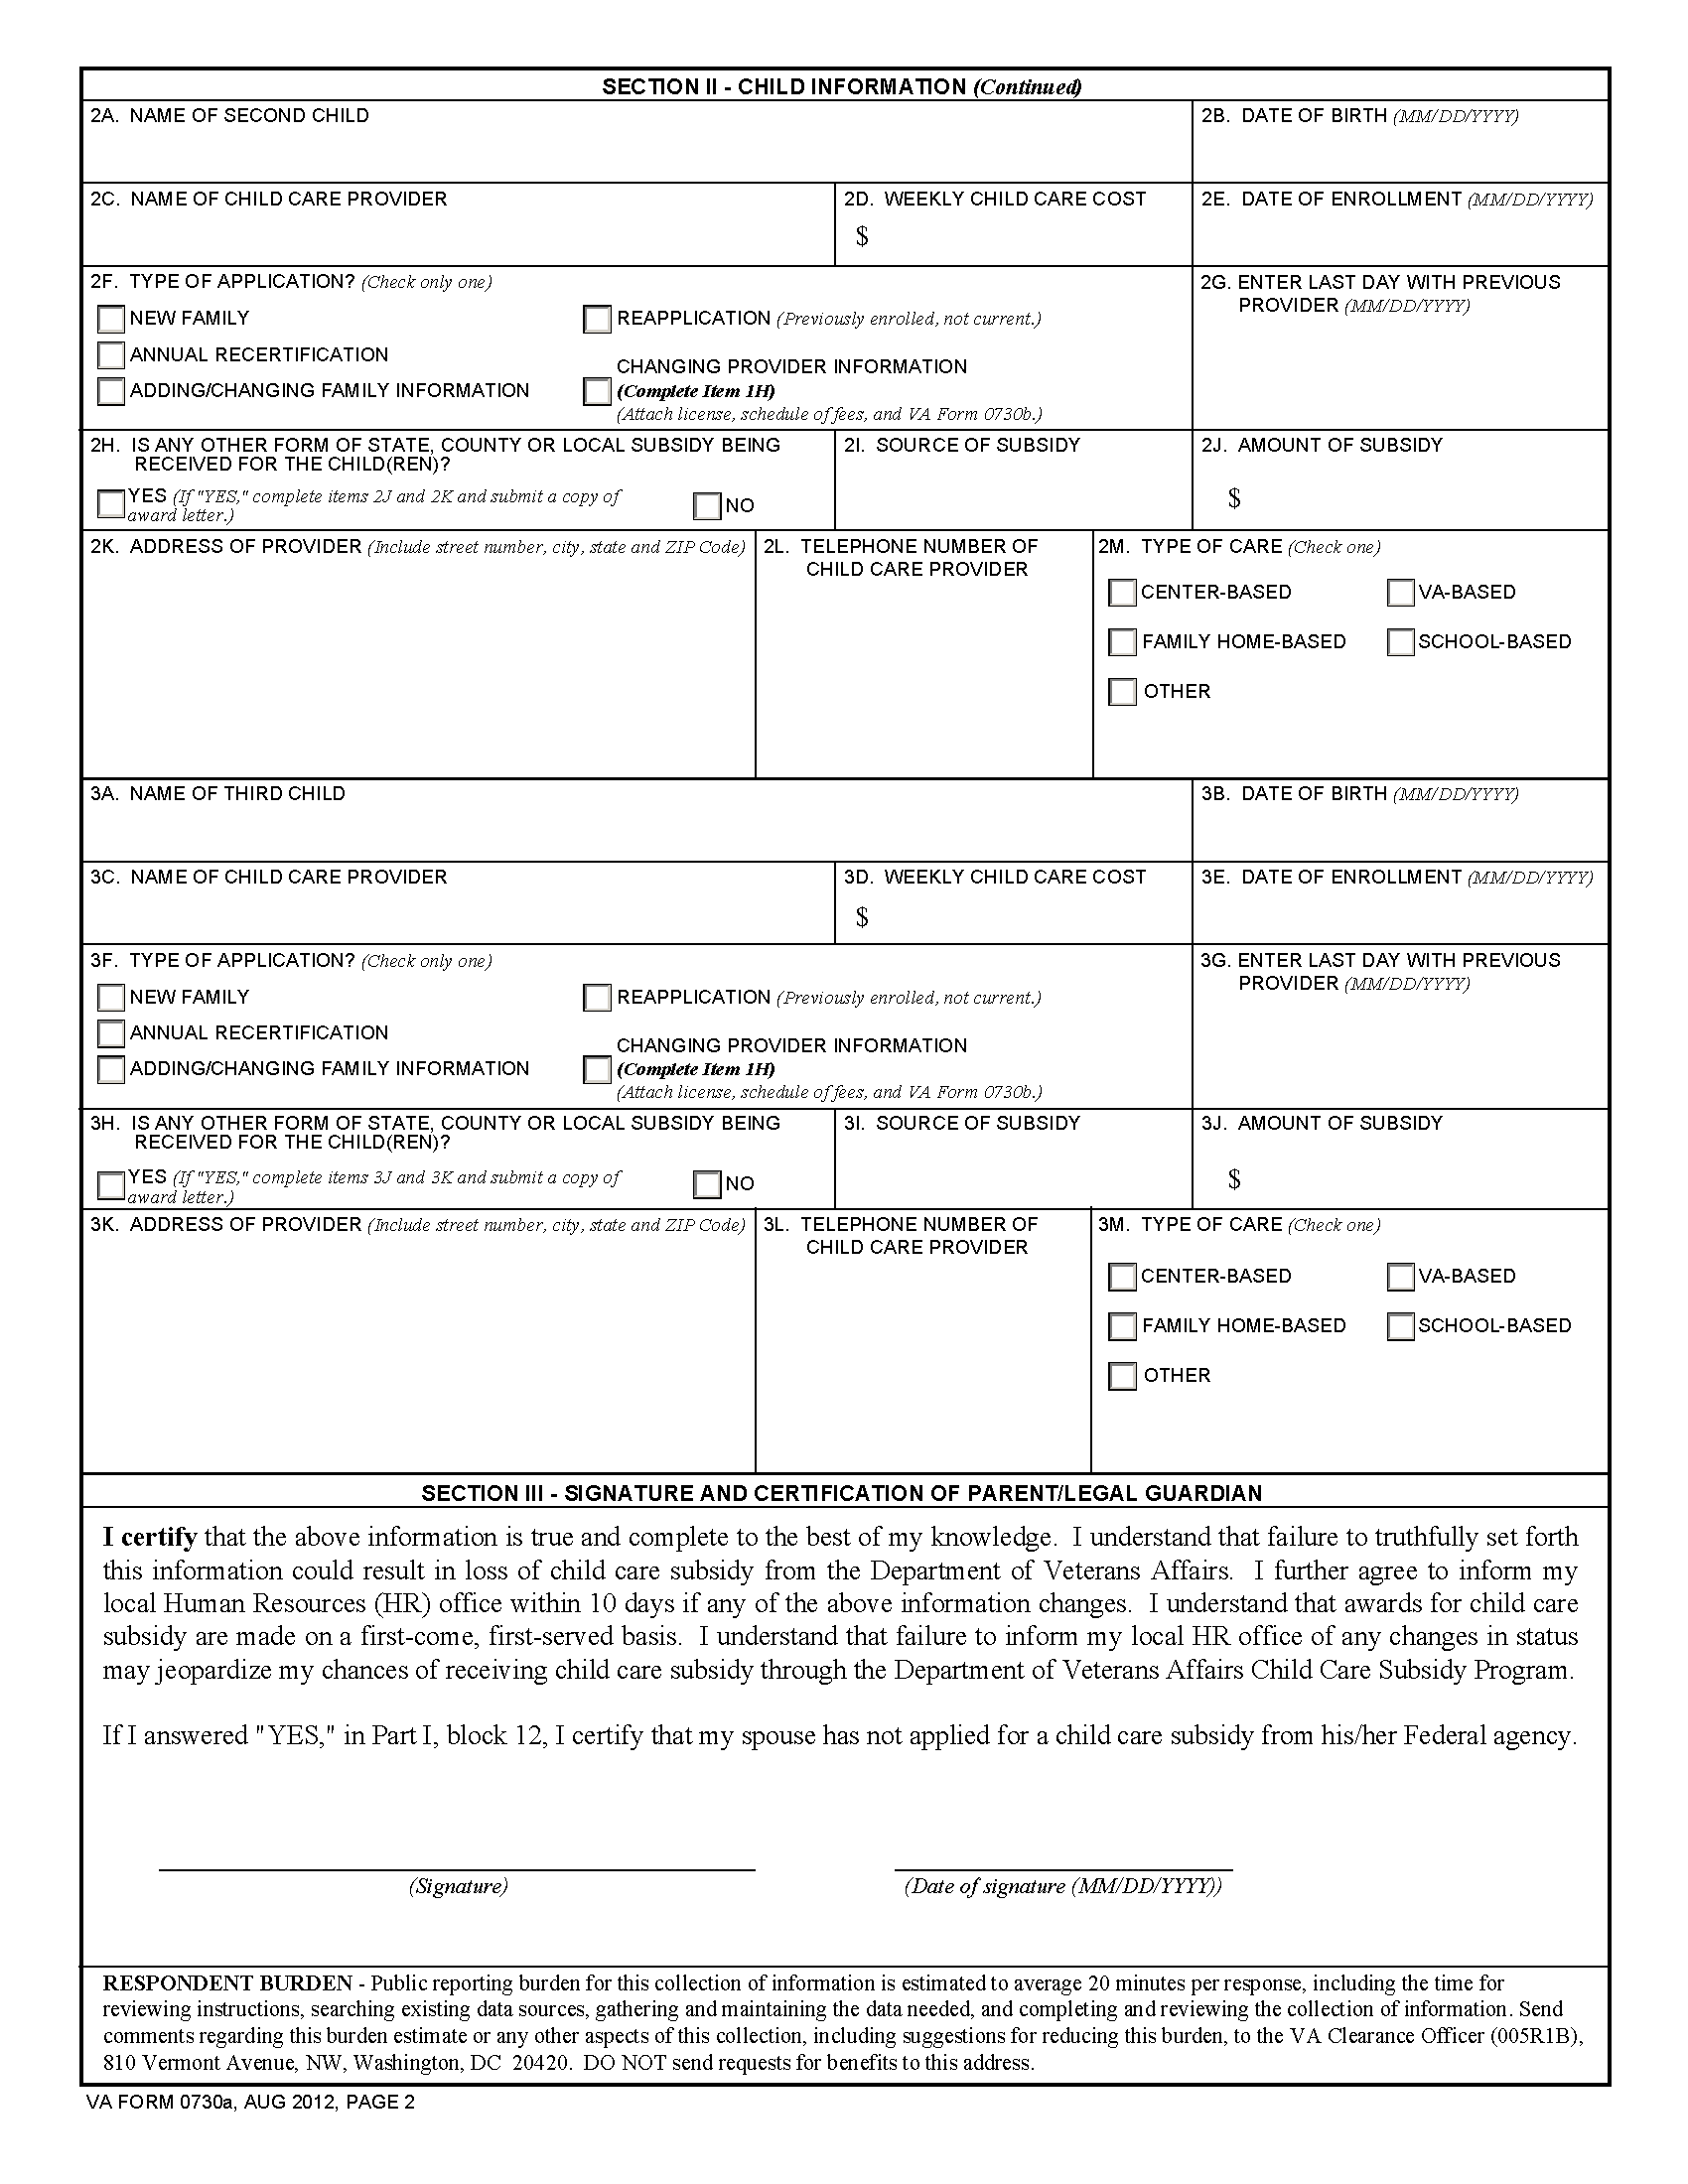 SECTION II - CHILD INFORMATION (Continued)
2A. NAME OF SECOND CHILD
2B. DATE OF BIRTH (MM/DD/YYYY)
2C. NAME OF CHILD CARE PROVIDER
2D. WEEKLY CHILD CARE COST
$
2E. DATE OF ENROLLMENT (MM/DD/YYYY)
2F. TYPE OF APPLICATION? (Check only one)
NEW FAMILY
ANNUAL RECERTIFICATION
ADDING/CHANGING FAMILY INFORMATION
REAPPLICATION (Previously enrolled, not current.)
CHANGING PROVIDER INFORMATION
(Complete Item 1H)
(Attach license, schedule of fees, and VA Form 0730b.)
2G. ENTER LAST DAY WITH PREVIOUS
PROVIDER (MM/DD/YYYY)
2H. IS ANY OTHER FORM OF STATE, COUNTY OR LOCAL SUBSIDY BEING
RECEIVED FOR THE CHILD(REN)?
YES (If "YES," complete items 2J and 2K and submit a copy of
award letter.)
NO
2I. SOURCE OF SUBSIDY
2J. AMOUNT OF SUBSIDY
$
2K. ADDRESS OF PROVIDER (Include street number, city, state and ZIP Code)
2L. TELEPHONE NUMBER OF
CHILD CARE PROVIDER
2M. TYPE OF CARE (Check one)
CENTER-BASED
VA-BASED
FAMILY HOME-BASED
SCHOOL-BASED
OTHER
3A. NAME OF THIRD CHILD
3B. DATE OF BIRTH (MM/DD/YYYY)
3C. NAME OF CHILD CARE PROVIDER
3D. WEEKLY CHILD CARE COST
$
3E. DATE OF ENROLLMENT (MM/DD/YYYY)
3F. TYPE OF APPLICATION? (Check only one)
NEW FAMILY
ANNUAL RECERTIFICATION
ADDING/CHANGING FAMILY INFORMATION
REAPPLICATION (Previously enrolled, not current.)
CHANGING PROVIDER INFORMATION
(Complete Item 1H)
(Attach license, schedule of fees, and VA Form 0730b.)
3G. ENTER LAST DAY WITH PREVIOUS
PROVIDER (MM/DD/YYYY)
3H. IS ANY OTHER FORM OF STATE, COUNTY OR LOCAL SUBSIDY BEING
RECEIVED FOR THE CHILD(REN)?
YES (If "YES," complete items 3J and 3K and submit a copy of
award letter.)
NO
3I. SOURCE OF SUBSIDY
3J. AMOUNT OF SUBSIDY
$
3K. ADDRESS OF PROVIDER (Include street number, city, state and ZIP Code)
3L. TELEPHONE NUMBER OF
CHILD CARE PROVIDER
3M. TYPE OF CARE (Check one)
CENTER-BASED
VA-BASED
FAMILY HOME-BASED
SCHOOL-BASED
OTHER
SECTION III - SIGNATURE AND CERTIFICATION OF PARENT/LEGAL GUARDIAN
I certify that the above information is true and complete to the best of my knowledge. I understand that failure to truthfully set forth
this information could result in loss of child care subsidy from the Department of Veterans Affairs. I further agree to inform my
local Human Resources (HR) office within 10 days if any of the above information changes. I understand that awards for child care
subsidy are made on a first-come, first-served basis. I understand that failure to inform my local HR office of any changes in status
may jeopardize my chances of receiving child care subsidy through the Department of Veterans Affairs Child Care Subsidy Program.
If I answered "YES," in Part I, block 12, I certify that my spouse has not applied for a child care subsidy from his/her Federal agency.
(Signature)
(Date of signature (MM/DD/YYYY))
RESPONDENT BURDEN - Public reporting burden for this collection of information is estimated to average 20 minutes per response, including the time for
reviewing instructions, searching existing data sources, gathering and maintaining the data needed, and completing and reviewing the collection of information. Send
comments regarding this burden estimate or any other aspects of this collection, including suggestions for reducing this burden, to the VA Clearance Officer (005R1B),
810 Vermont Avenue, NW, Washington, DC 20420. DO NOT send requests for benefits to this address.
VA FORM 0730a, AUG 2012, PAGE 2